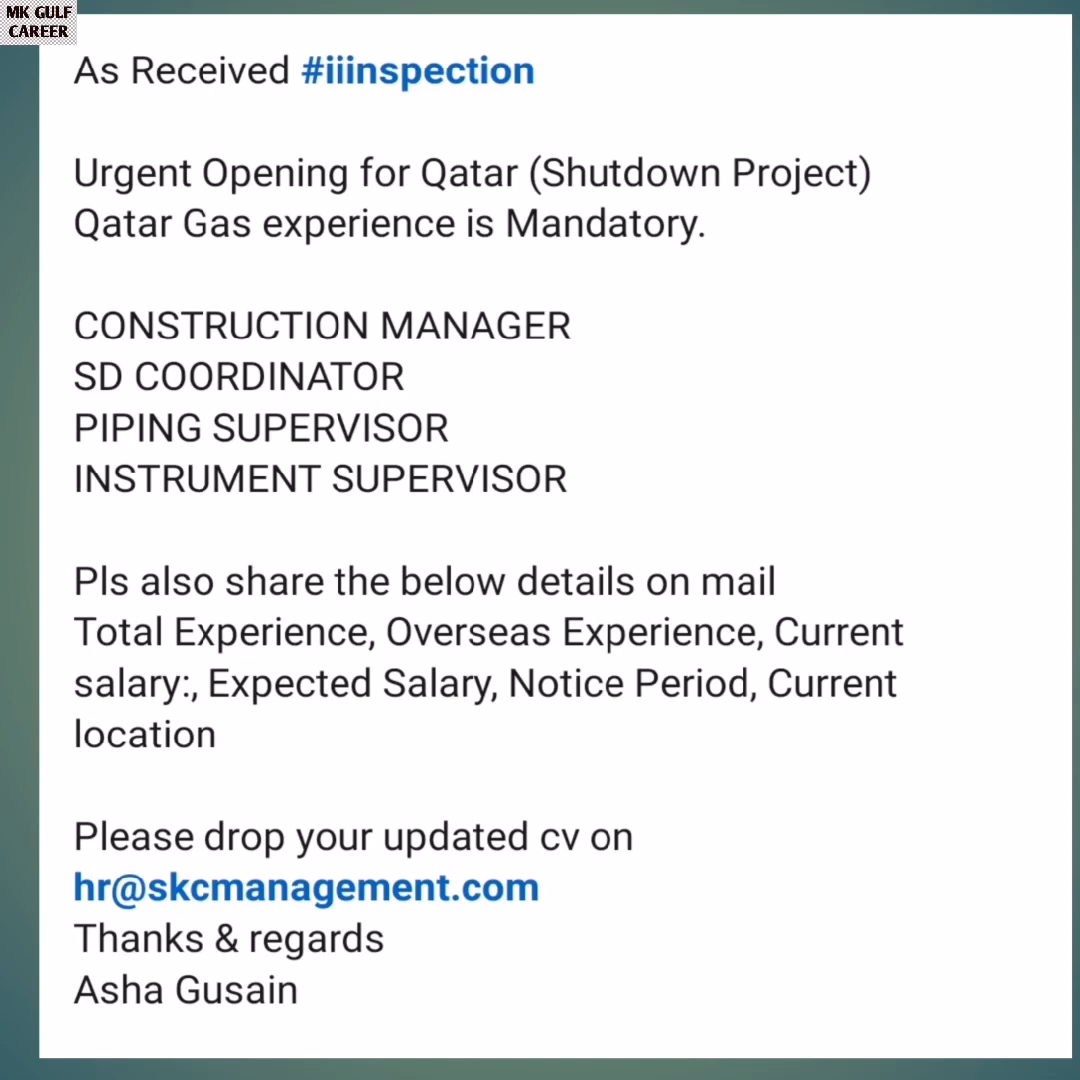 MK GULF
CAREER
As Received #iiinspection
Urgent Opening for Qatar (Shutdown Project)
Qatar Gas experience is Mandatory.
CONSTRUCTION MANAGER
SD COORDINATOR
PIPING SUPERVISOR
INSTRUMENT SUPERVISOR
Pls also share the below details on mail
Total Experience, Overseas Experience, Current
salary:, Expected Salary, Notice Period, Current
location
Please drop your updated cv on
hr@skcmanagement.com
Thanks & regards
Asha Gusain